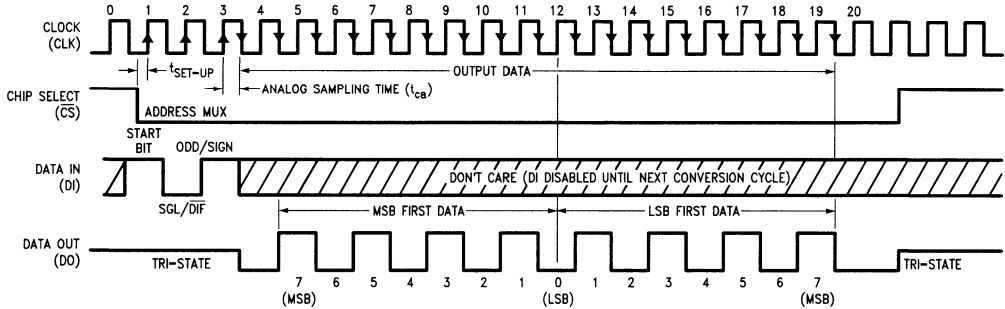 0 1 2 3 4 5 6 7 8 9 10 11 12 13 14 15 16 17 18 19 20
CLOCK
(CLK)
tSET-UP
OUTPUT DATA
ANALOG SAMPLING TIME (tca)
CHIP SELECT
(C̅S̅)
ADDRESS MUX
START
BIT
ODD/SIGN
DATA IN
(DI)
DON'T CARE (DI DISABLED UNTIL NEXT CONVERSION CYCLE)
SGL/D̅I̅F̅
MSB FIRST DATA
LSB FIRST DATA
DATA OUT
(DO)
TRI-STATE
TRI-STATE
7 6 5 4 3 2 1 0 1 2 3 4 5 6 7
(MSB) (LSB) (MSB)